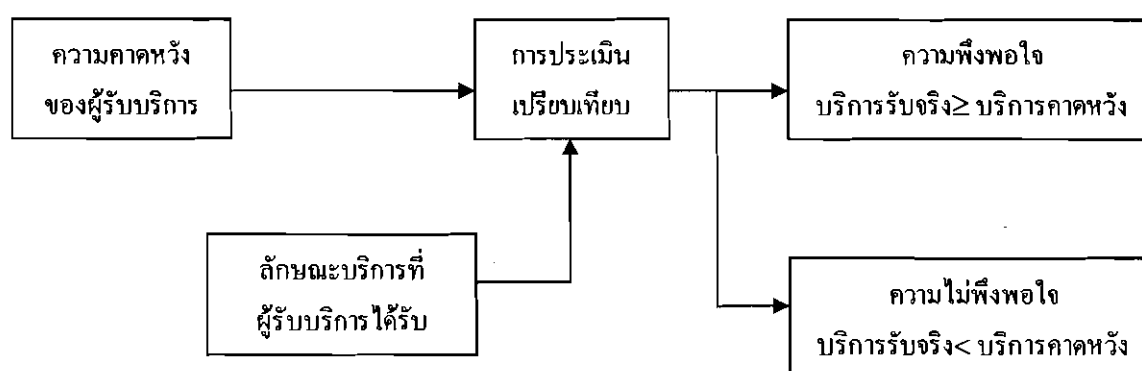 ความคาดหวัง
ของผู้รับบริการ
การประเมิน
เปรียบเทียบ
ความพึงพอใจ
บริการรับจริง≥ บริการคาดหวัง
ลักษณะบริการที่
ผู้รับบริการได้รับ
ความไม่พึงพอใจ
บริการรับจริง< บริการคาดหวัง